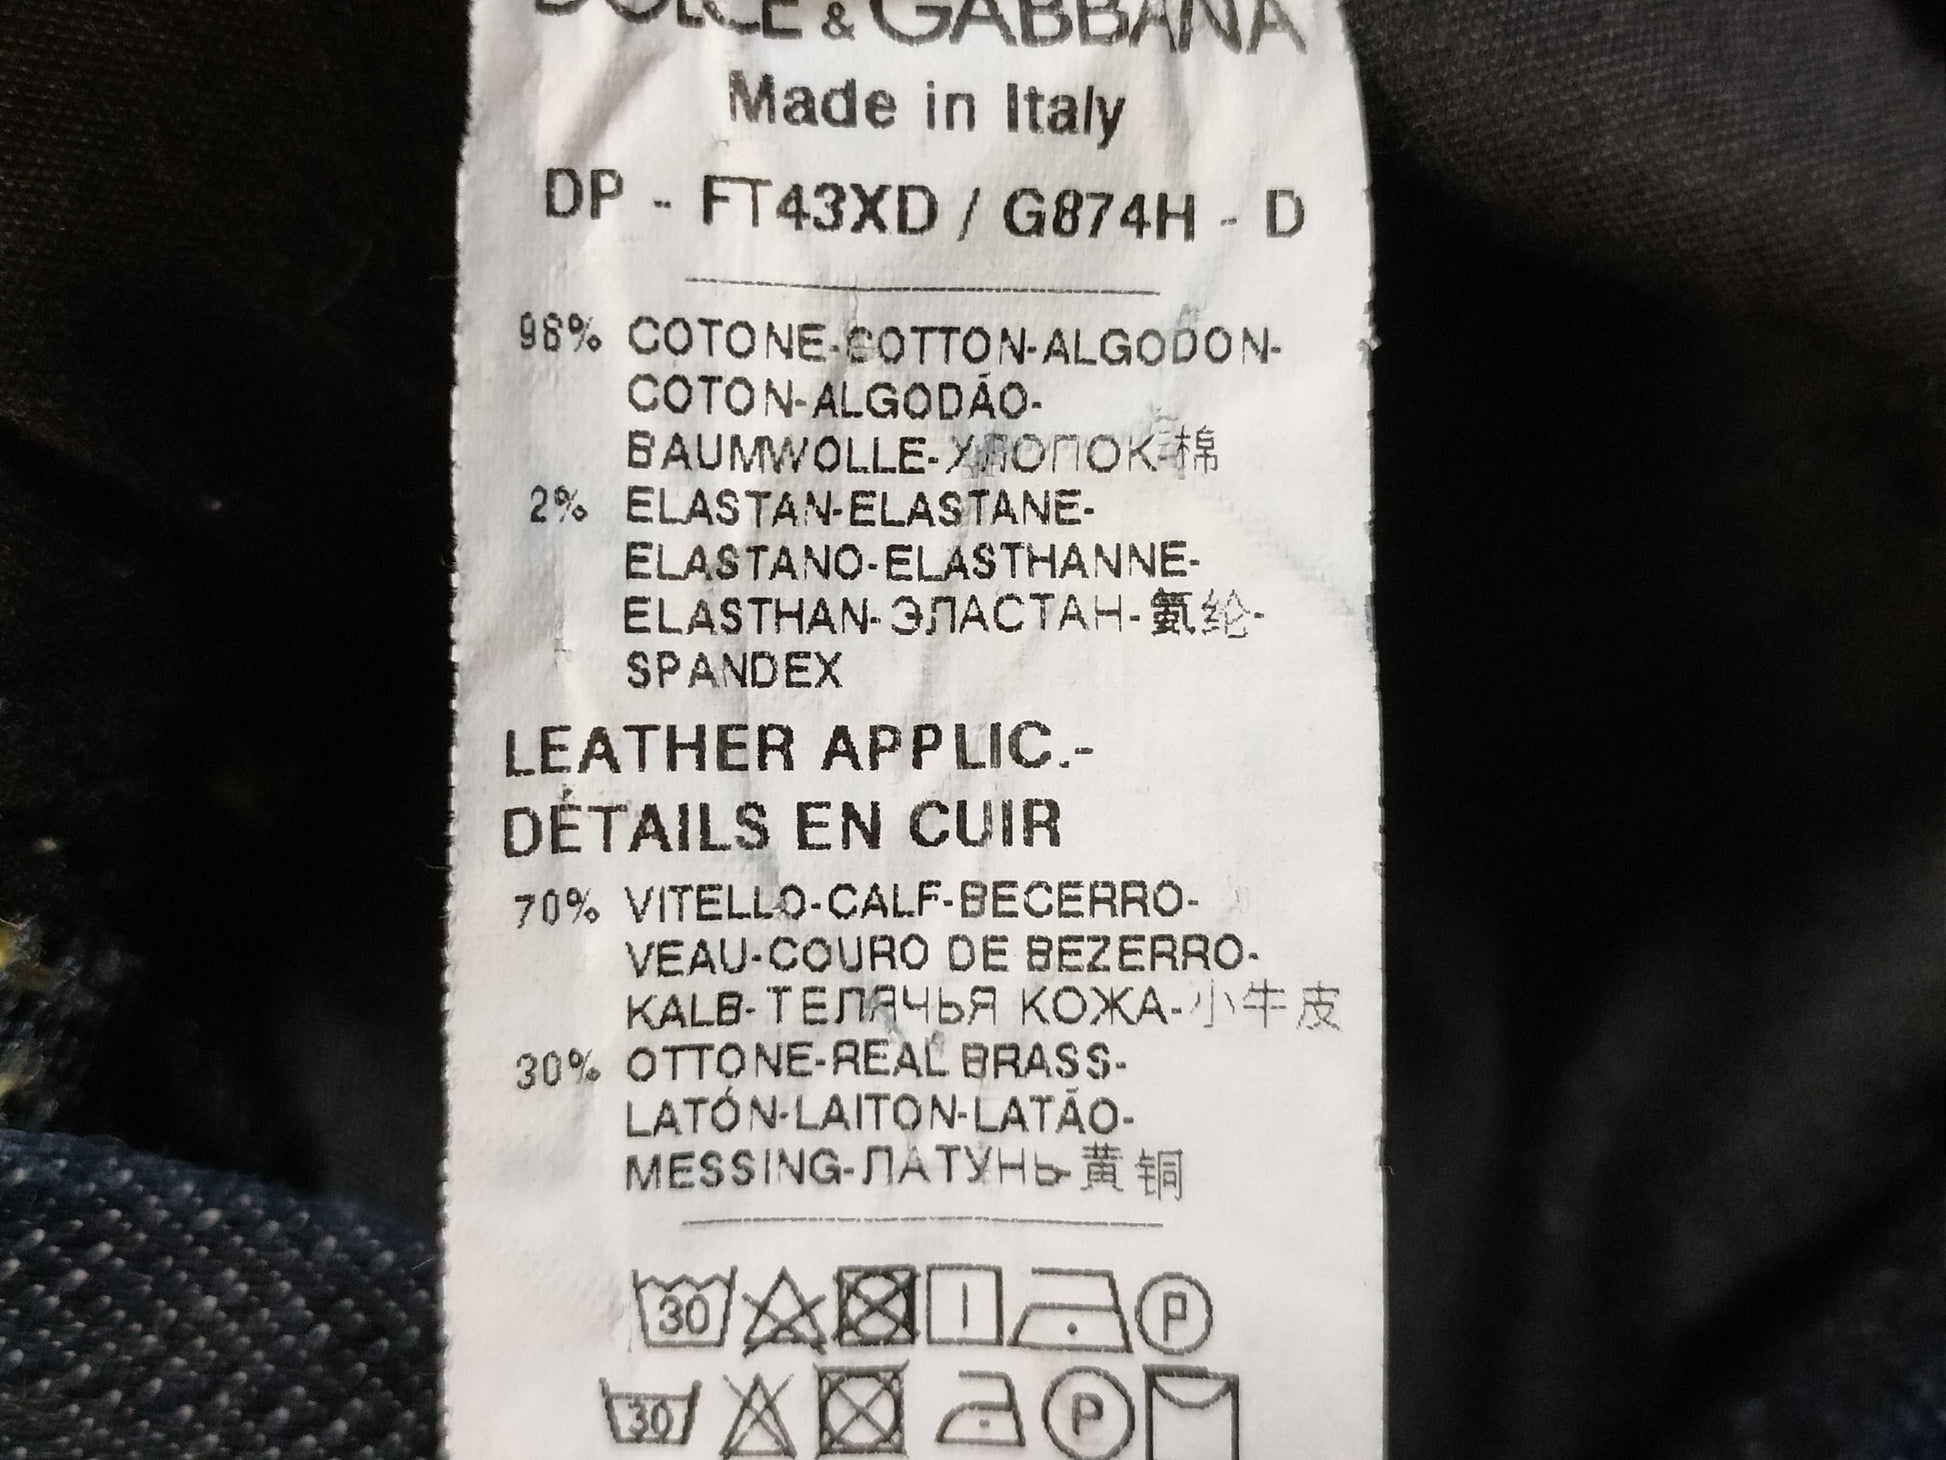 DOLCE & GABBANA
Made in Italy
DP - FT43XD / G874H - D
98% COTONE-COTTON-ALGODON-
COTON-ALGODÃO-
BAUMWOLLE-ХЛОПОК-棉
2% ELASTAN-ELASTANE-
ELASTANO-ELASTHANNE-
ELASTHAN-ЭЛАСТАН-氨纶-
SPANDEX
LEATHER APPLIC.-
DÉTAILS EN CUIR
70% VITELLO-CALF-BECERRO-
VEAU-COURO DE BEZERRO-
KALB-ТЕЛЯЧЬЯ КОЖА-小牛皮
30% OTTONE-REAL BRASS-
LATÓN-LAITON-LATÃO-
MESSING-ЛАТУНЬ-黄铜
30 P
30 P